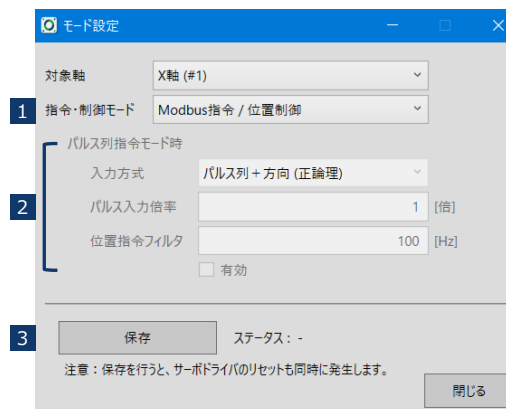 モード設定
対象軸 X軸 (#1)
1 指令・制御モード Modbus指令 / 位置制御
パルス列指令モード時
入力方式 パルス列 + 方向 (正論理)
2 パルス入力倍率 1 [倍]
位置指令フィルタ 100 [Hz]
有効
3 保存 ステータス : -
注意：保存を行うと、サーボドライバのリセットも同時に発生します。
閉じる